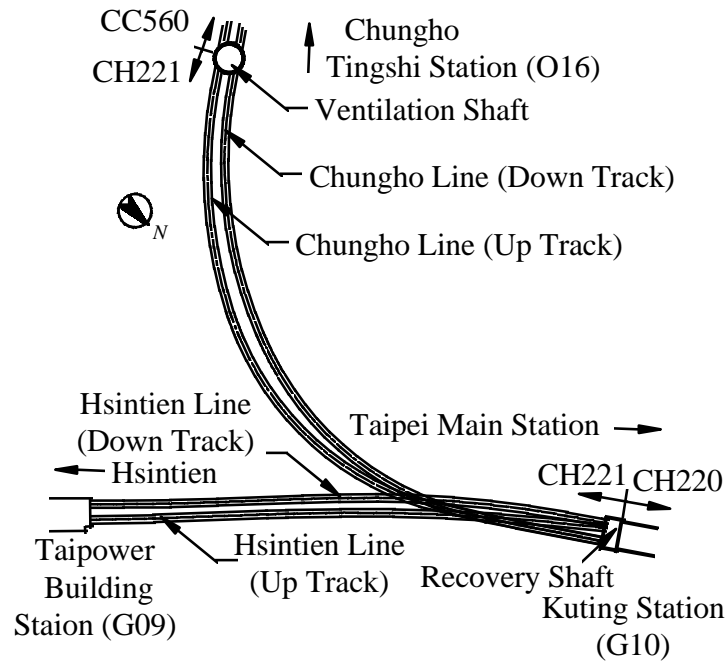 CC560
CH221
Chungho
Tingshi Station (O16)
Ventilation Shaft
Chungho Line (Down Track)
N
Chungho Line (Up Track)
Hsintien Line
(Down Track)
Taipei Main Station
Hsintien
CH221
CH220
Taipower
Building
Staion (G09)
Hsintien Line
(Up Track)
Recovery Shaft
Kuting Station
(G10)